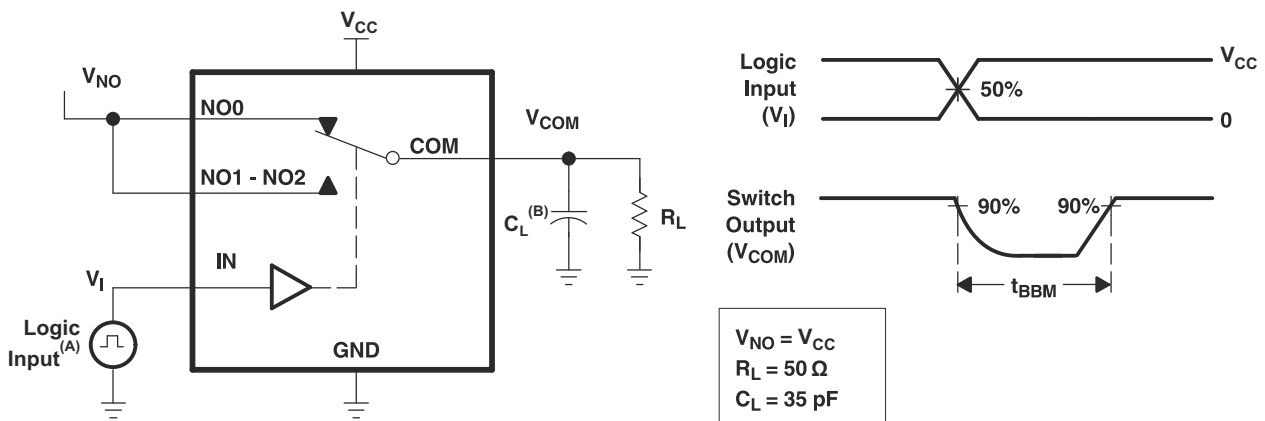 V_CC
V_NO
NO0
COM
V_COM
NO1 - NO2
C_L^(B)
R_L
IN
V_I
Logic
Input^(A)
GND
Logic
Input
(V_I)
50%
V_CC
0
Switch
Output
(V_COM)
90%
90%
t_BBM
V_NO = V_CC
R_L = 50 Ω
C_L = 35 pF